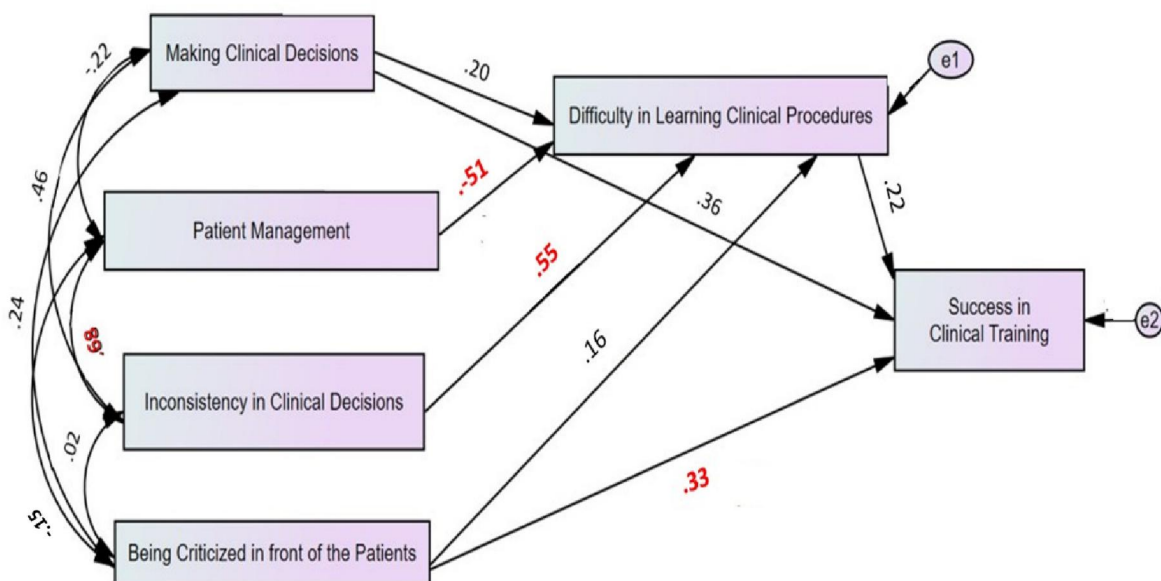 Making Clinical Decisions
-.22
.20
e1
Difficulty in Learning Clinical Procedures
.-51
.46
.36
.22
Patient Management
.55
.24
.68
.16
Success in
Clinical Training
e2
Inconsistency in Clinical Decisions
.02
.33
-.15
Being Criticized in front of the Patients